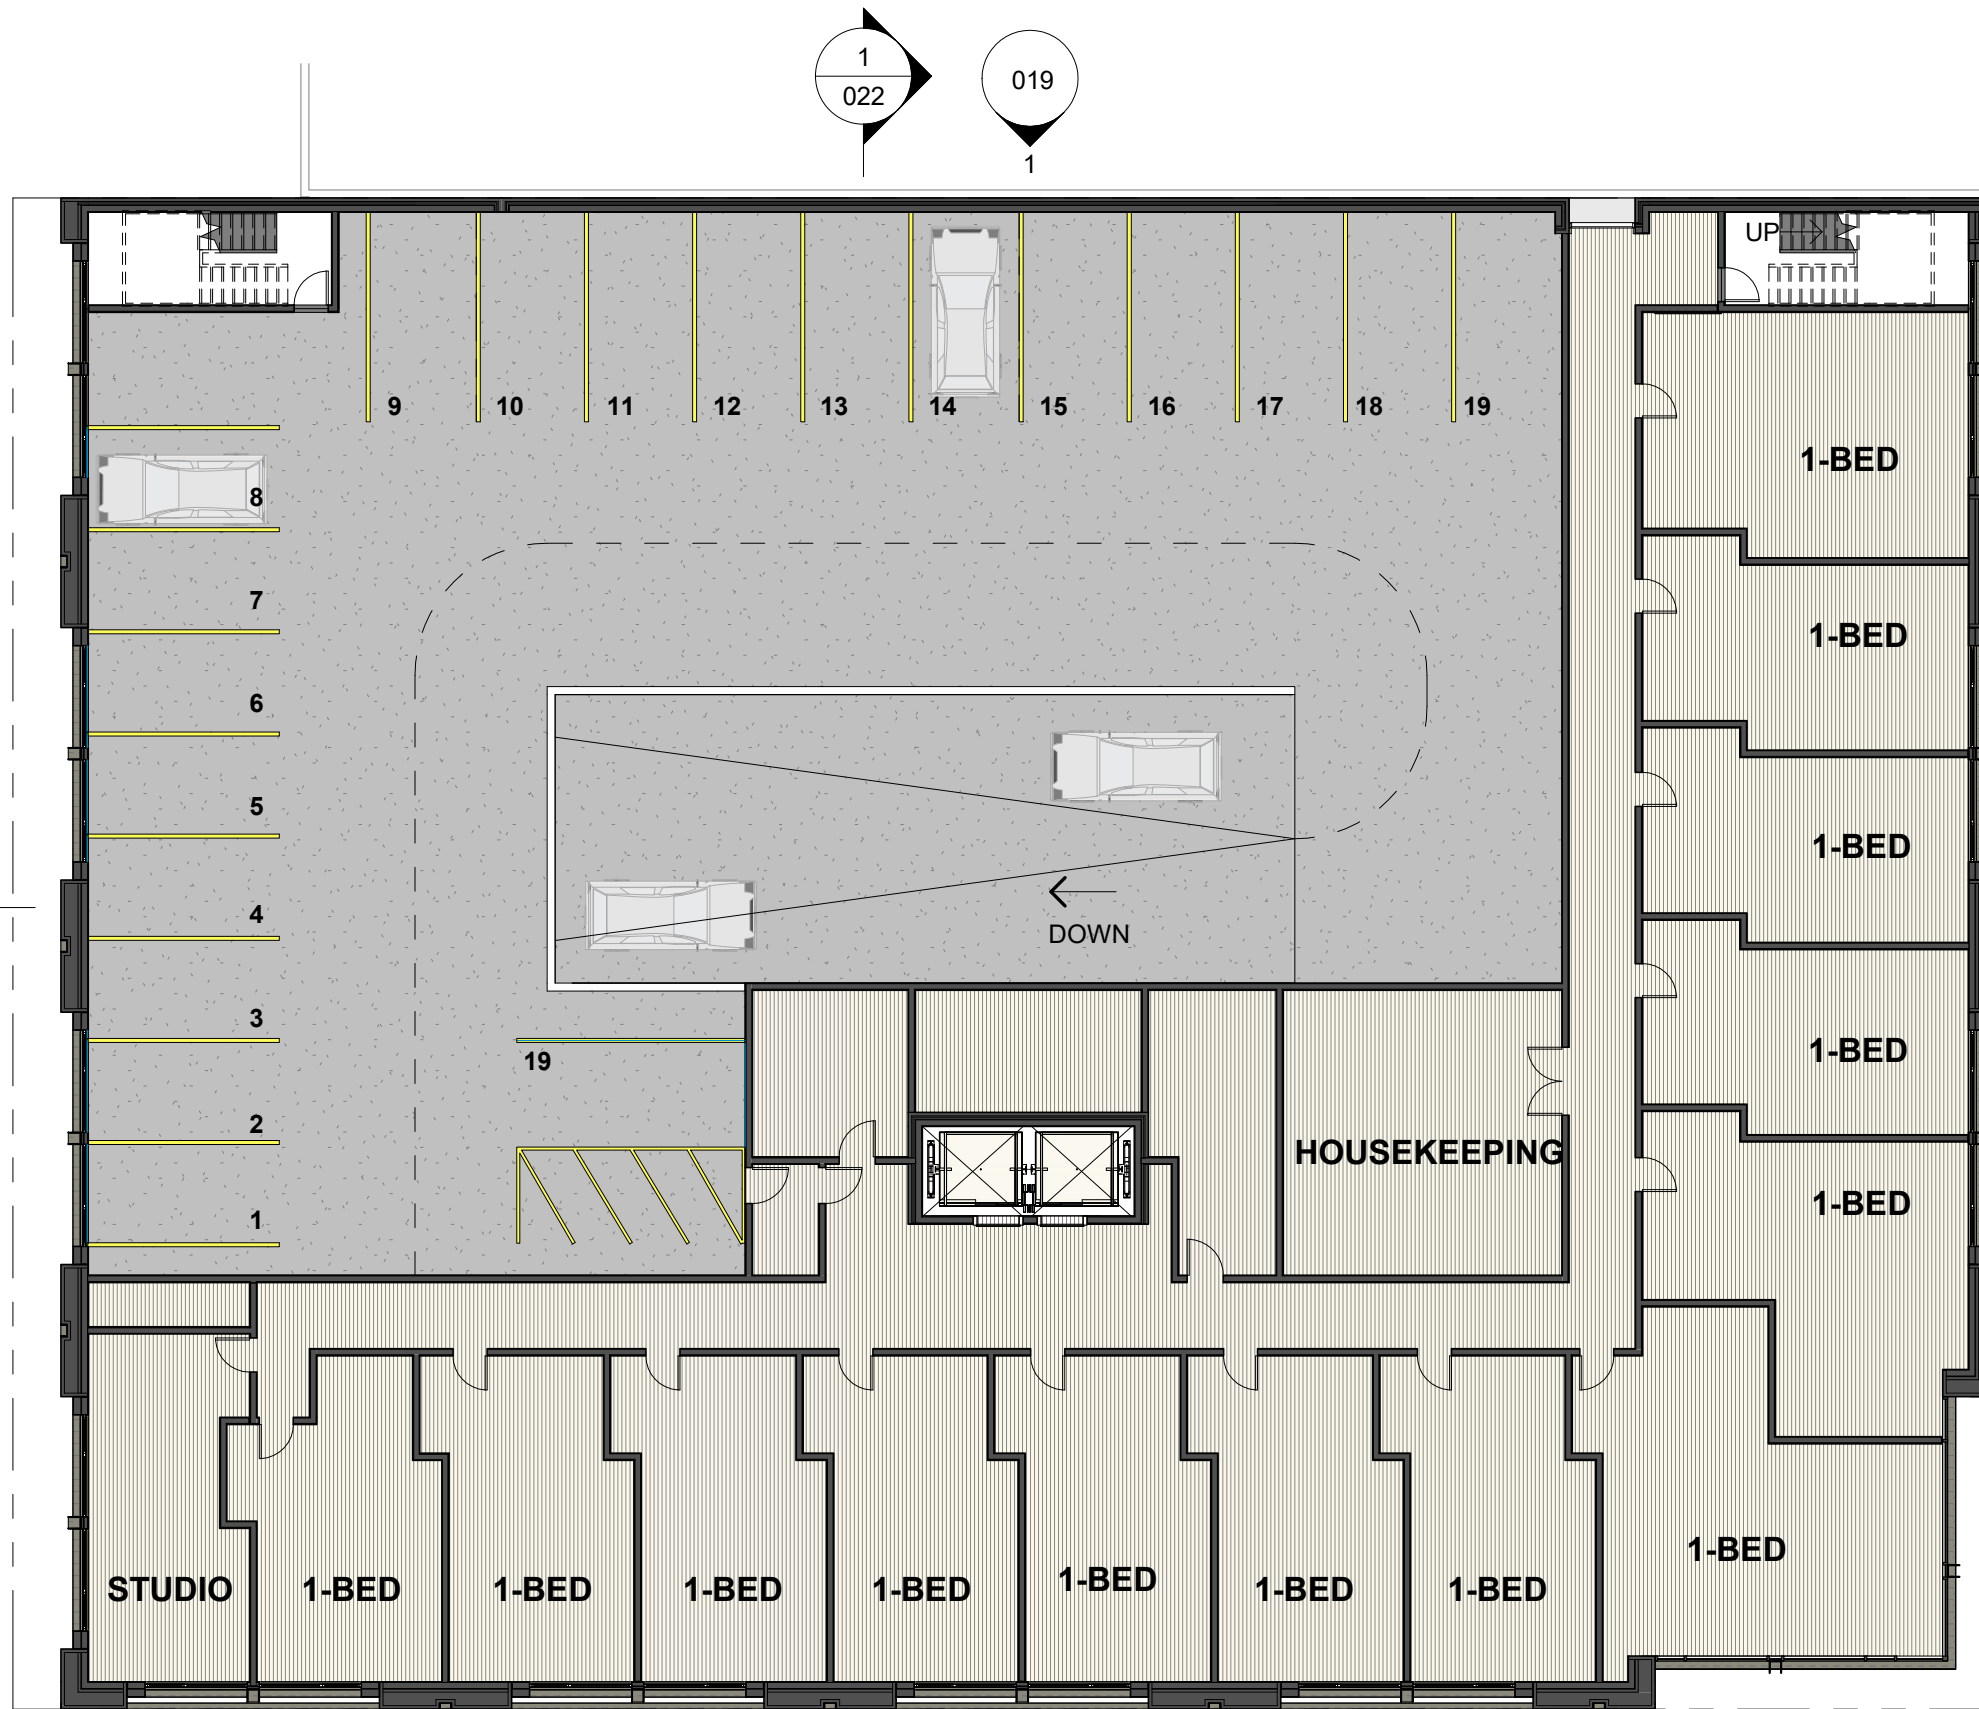 1
022
019
1
UP
9 10 11 12 13 14 15 16 17 18 19
1-BED
8
7
1-BED
6
5
1-BED
4
DOWN
3
1-BED
19
2
HOUSEKEEPING
1
1-BED
1-BED
STUDIO 1-BED 1-BED 1-BED 1-BED 1-BED 1-BED 1-BED